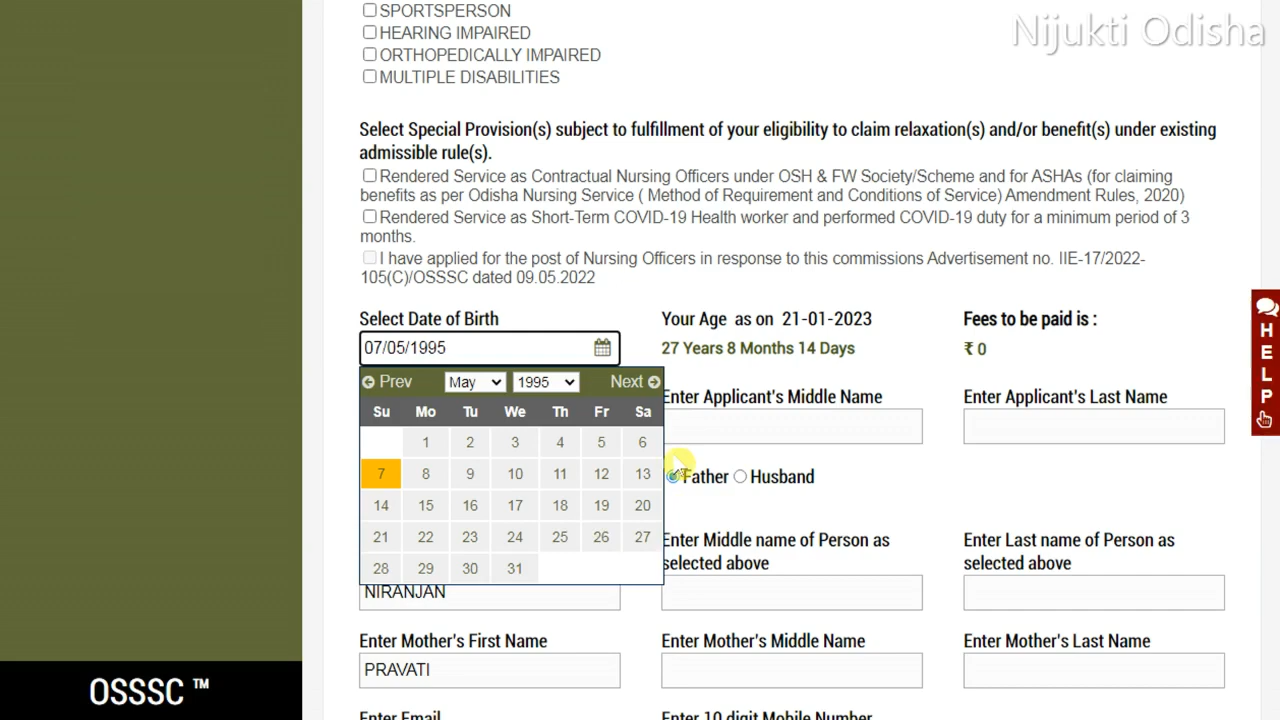 SPORTSPERSON
Nijukti Odisha
HEARING IMPAIRED
ORTHOPEDICALLY IMPAIRED
MULTIPLE DISABILITIES
Select Special Provision(s) subject to fulfillment of your eligibility to claim relaxation(s) and/or benefit(s) under existing
admissible rule(s).
Rendered Service as Contractual Nursing Officers under OSH & FW Society/Scheme and for ASHAs (for claiming
benefits as per Odisha Nursing Service ( Method of Requirement and Conditions of Service) Amendment Rules, 2020)
Rendered Service as Short-Term COVID-19 Health worker and performed COVID-19 duty for a minimum period of 3
months.
I have applied for the post of Nursing Officers in response to this commissions Advertisement no. IIE-17/2022-
105(C)/OSSSC dated 09.05.2022
Select Date of Birth Your Age as on 21-01-2023 Fees to be paid is :
07/05/1995 27 Years 8 Months 14 Days ₹ 0
Prev May 1995 Next
Enter Applicant's Middle Name Enter Applicant's Last Name
Su Mo Tu We Th Fr Sa
1 2 3 4 5 6
7 8 9 10 11 12 13
Father Husband
14 15 16 17 18 19 20
21 22 23 24 25 26 27
Enter Middle name of Person as Enter Last name of Person as
selected above selected above
28 29 30 31
NIRANJAN
Enter Mother's First Name Enter Mother's Middle Name Enter Mother's Last Name
PRAVATI
Enter Email Enter 10 digit Mobile Number
OSSSC ™
HELP